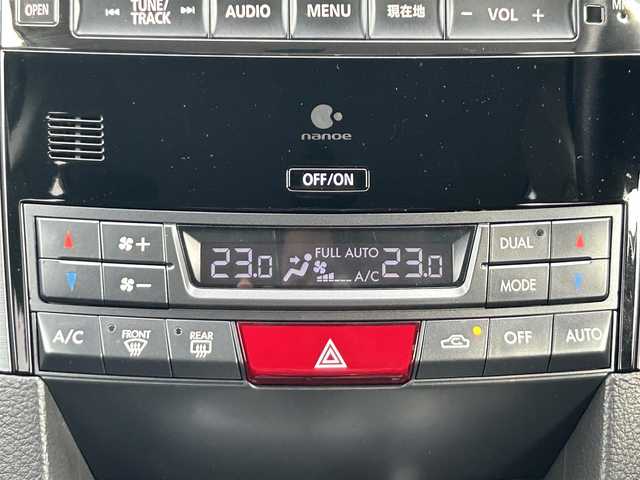 OPEN
TUNE/
TRACK
AUDIO
MENU
現在地
− VOL +
nanoe
OFF/ON
+
−
23.0
FULL AUTO
A/C
23.0
DUAL
MODE
A/C
FRONT
REAR
OFF
AUTO